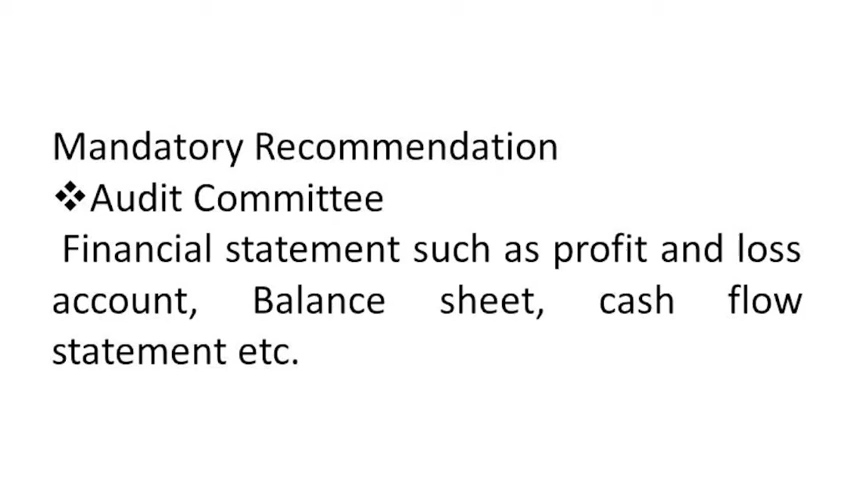 Mandatory Recommendation
❖Audit Committee
Financial statement such as profit and loss
account, Balance sheet, cash flow
statement etc.